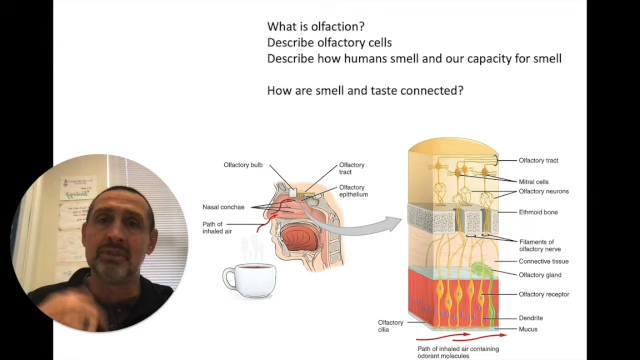 What is olfaction?
Describe olfactory cells
Describe how humans smell and our capacity for smell
How are smell and taste connected?
Olfactory bulb
Olfactory
tract
Olfactory
epithelium
Nasal conchae
Path of
inhaled air
Olfactory tract
Mitral cells
Olfactory neurons
Ethmoid bone
Filaments of
olfactory nerve
Connective tissue
Olfactory gland
Olfactory receptor
Dendrite
Mucus
Olfactory
cilia
Path of inhaled air containing
odorant molecules